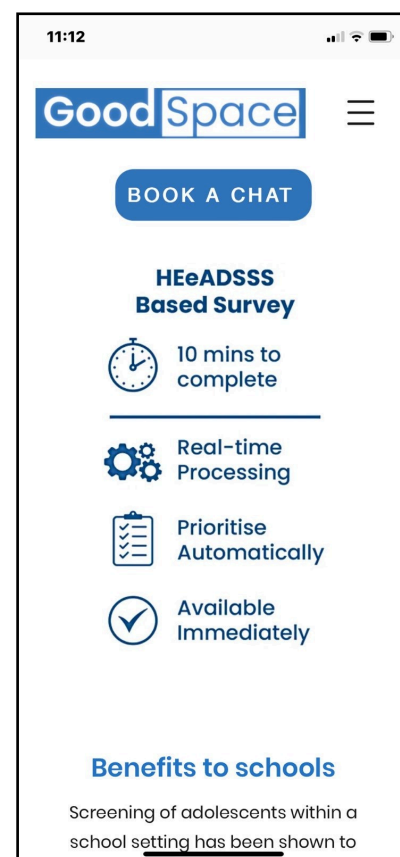 11:12
Good Space
BOOK A CHAT
HEeADSSS
Based Survey
10 mins to
complete
Real-time
Processing
Prioritise
Automatically
Available
Immediately
Benefits to schools
Screening of adolescents within a
school setting has been shown to